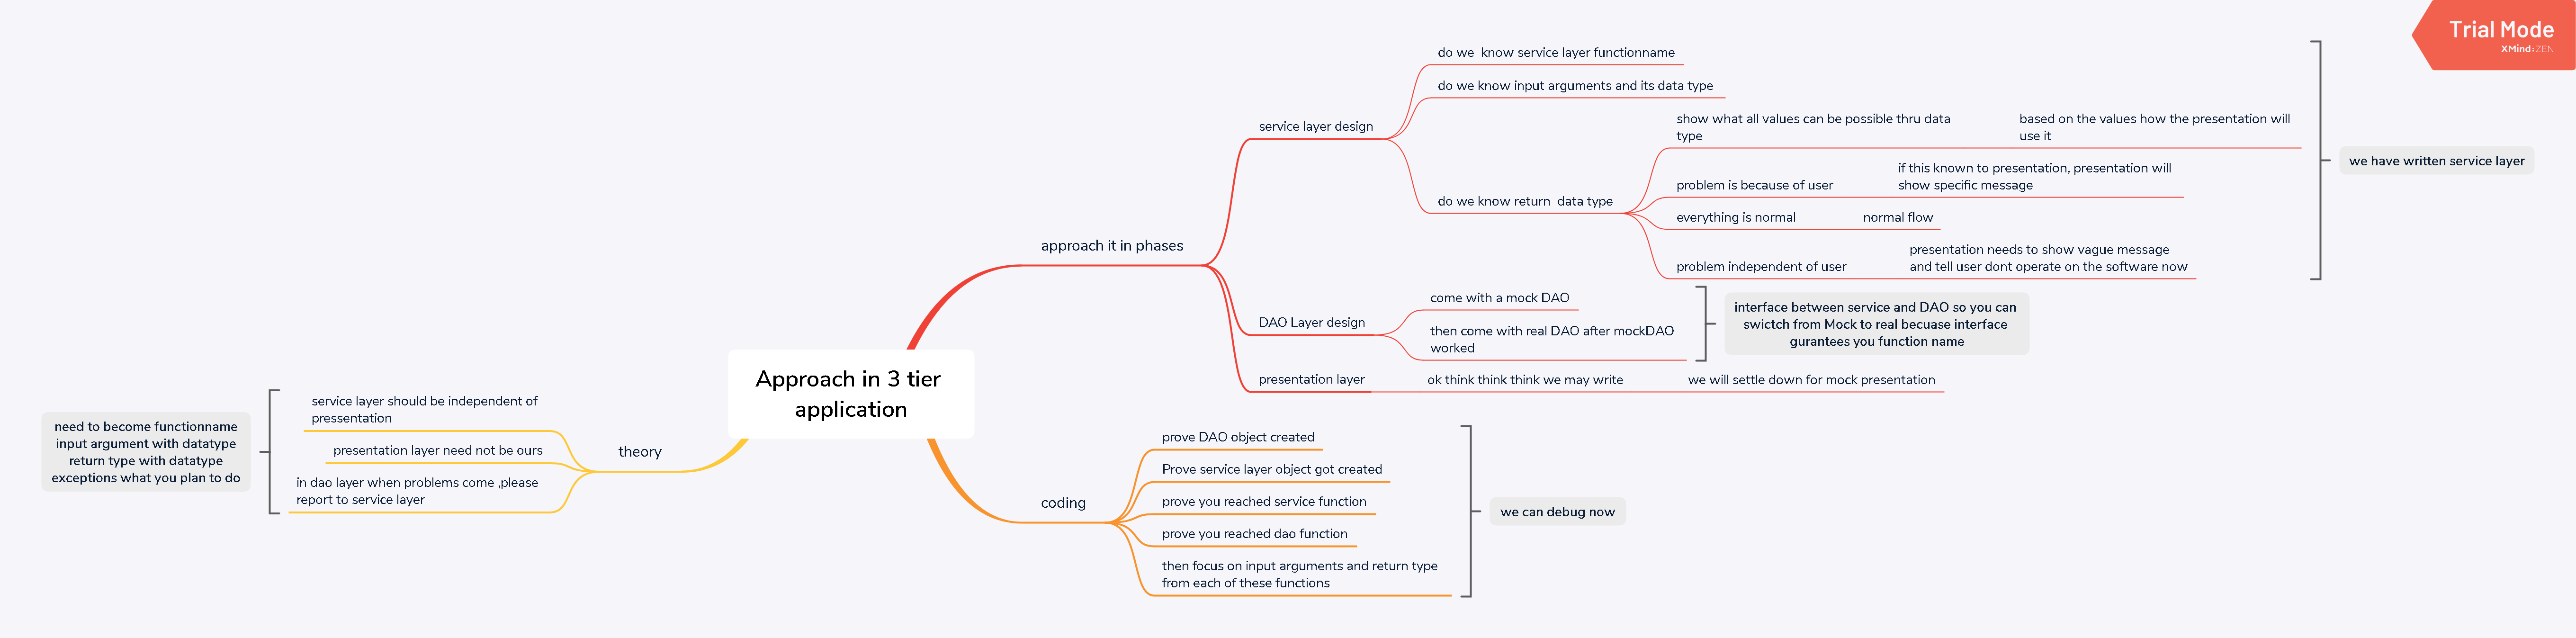 Trial Mode
XMind:ZEN
Approach in 3 tier
application
approach it in phases
service layer design
do we  know service layer functionname
do we know input arguments and its data type
do we know return  data type
show what all values can be possible thru data
type
based on the values how the presentation will
use it
problem is because of user
if this known to presentation, presentation will
show specific message
everything is normal
normal flow
problem independent of user
presentation needs to show vague message
and tell user dont operate on the software now
we have written service layer
DAO Layer design
come with a mock DAO
then come with real DAO after mockDAO
worked
interface between service and DAO so you can
swictch from Mock to real becuase interface
gurantees you function name
presentation layer
ok think think think we may write
we will settle down for mock presentation
coding
prove DAO object created
Prove service layer object got created
prove you reached service function
prove you reached dao function
then focus on input arguments and return type
from each of these functions
we can debug now
theory
service layer should be independent of
pressentation
presentation layer need not be ours
in dao layer when problems come ,please
report to service layer
need to become functionname
input argument with datatype
return type with datatype
exceptions what you plan to do